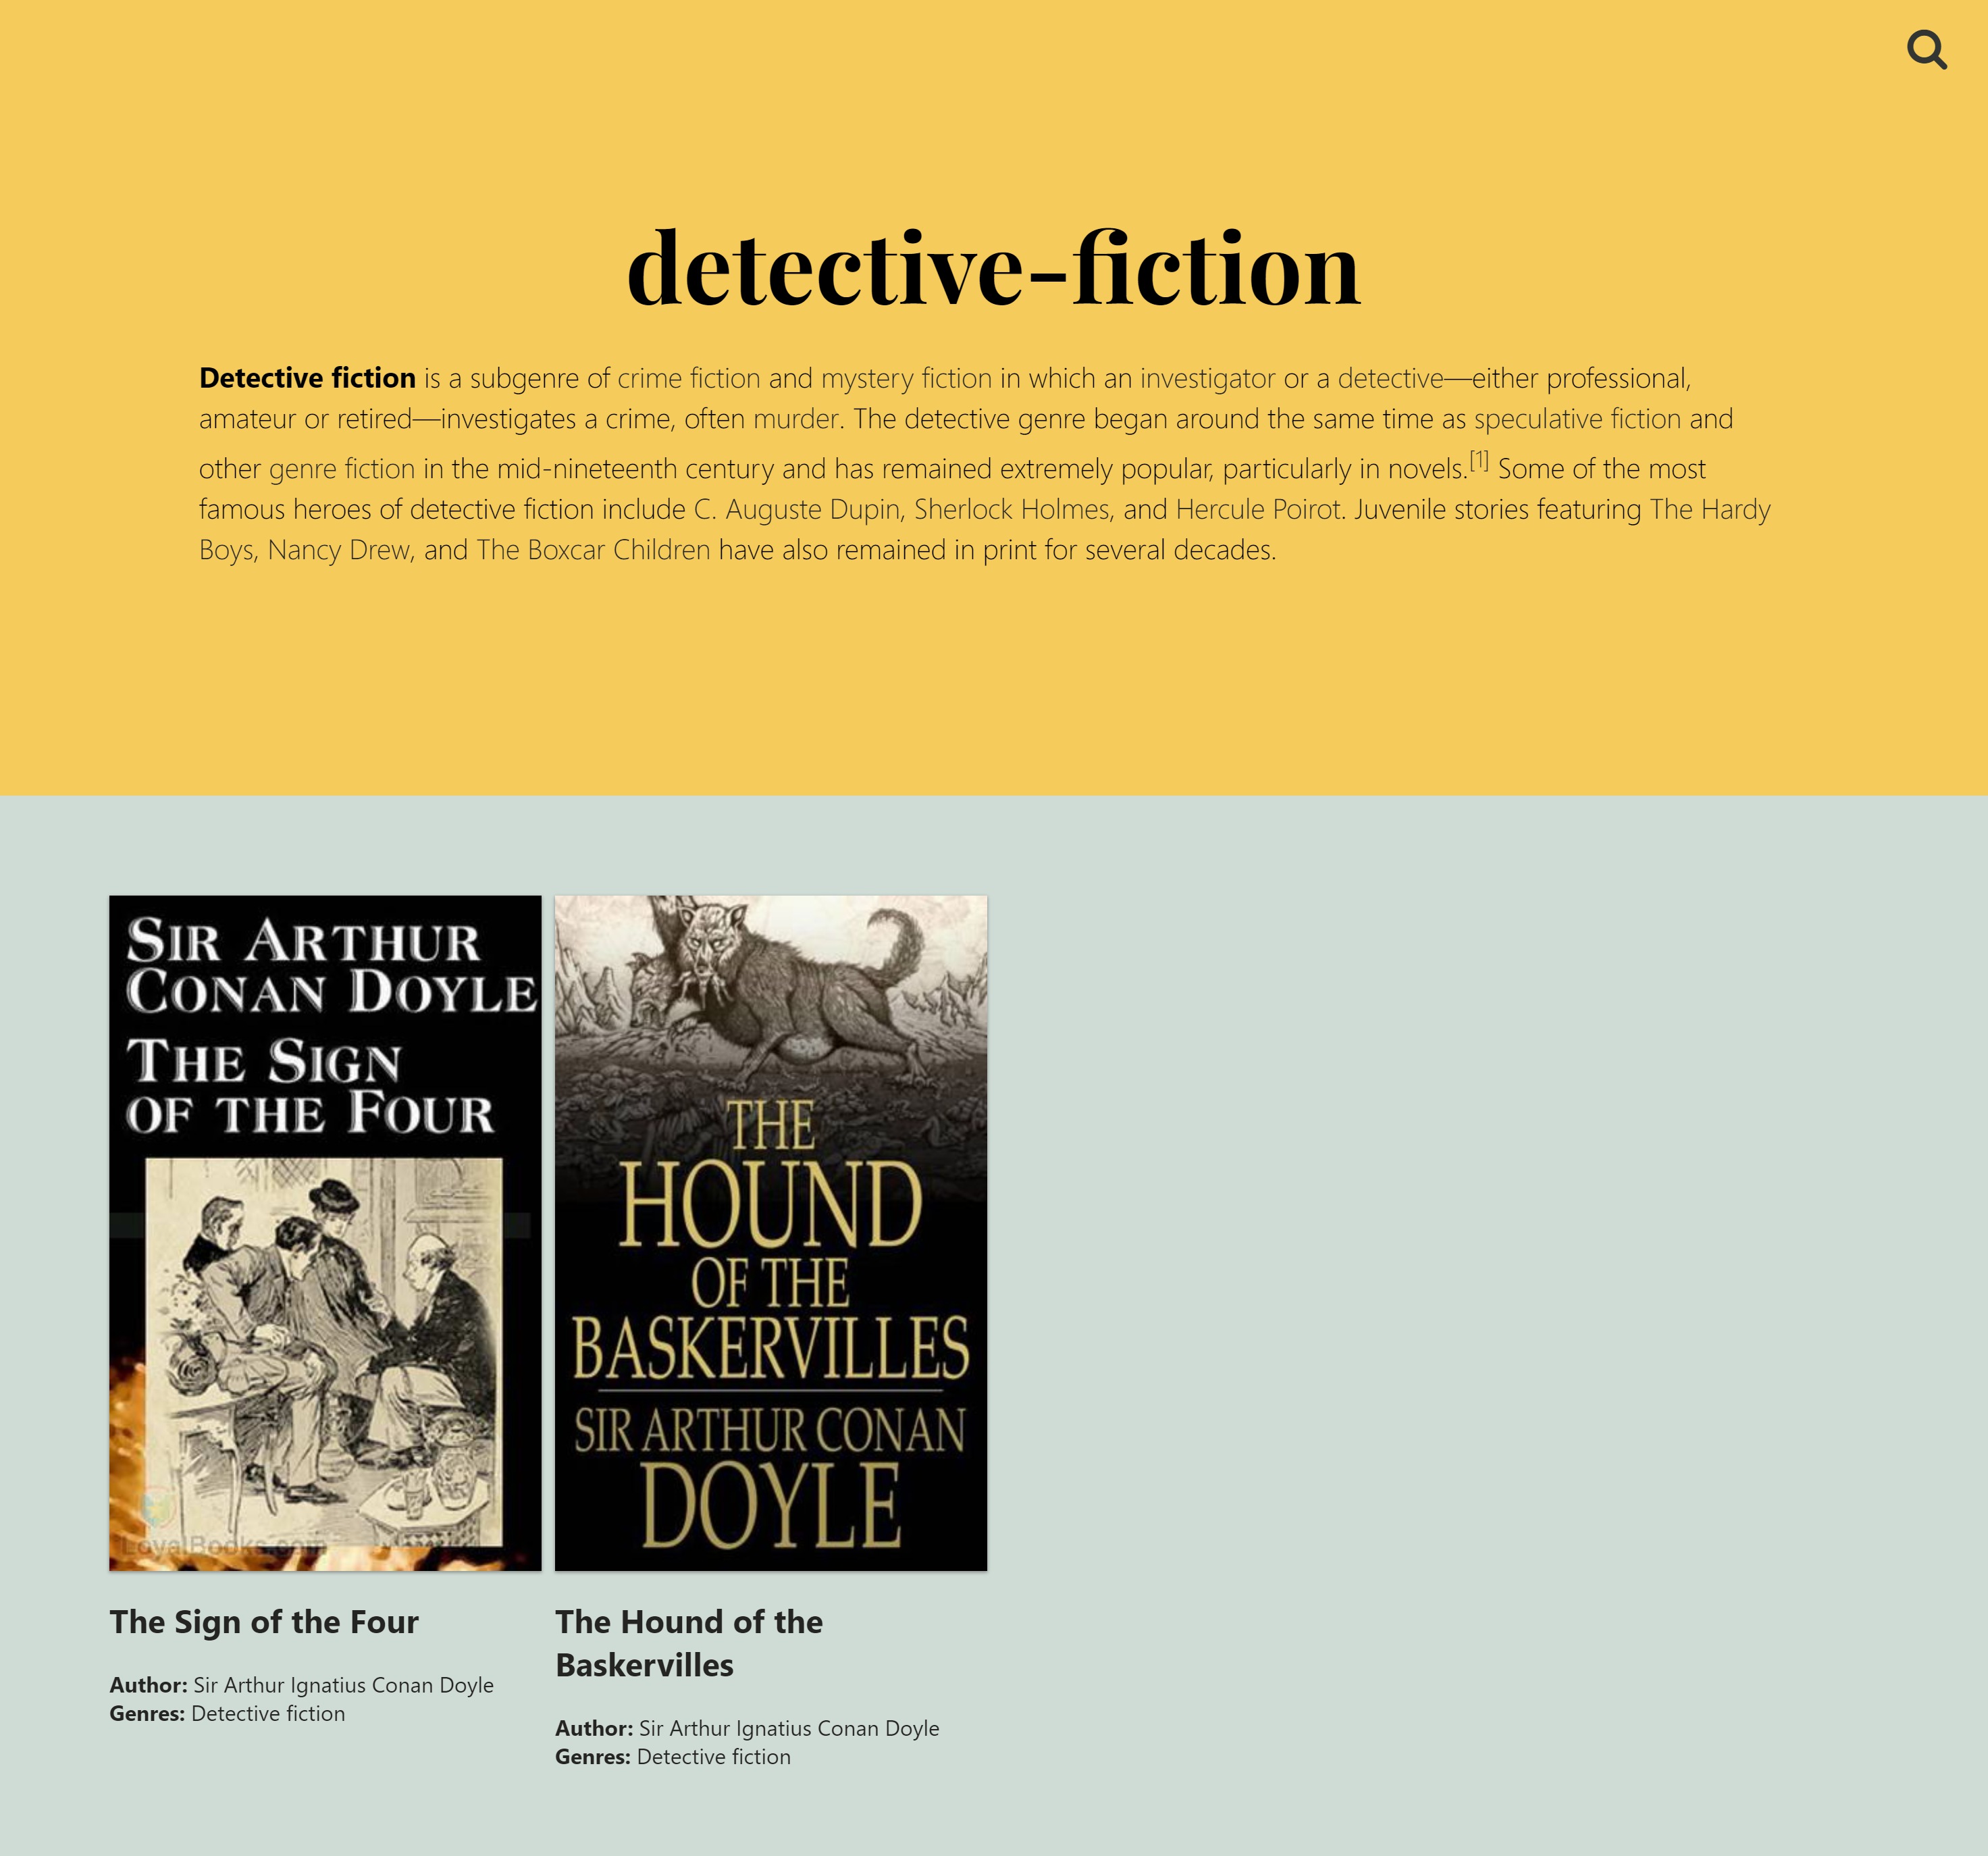 detective-fiction
Detective fiction is a subgenre of crime fiction and mystery fiction in which an investigator or a detective—either professional,
amateur or retired—investigates a crime, often murder. The detective genre began around the same time as speculative fiction and
other genre fiction in the mid-nineteenth century and has remained extremely popular, particularly in novels.[1] Some of the most
famous heroes of detective fiction include C. Auguste Dupin, Sherlock Holmes, and Hercule Poirot. Juvenile stories featuring The Hardy
Boys, Nancy Drew, and The Boxcar Children have also remained in print for several decades.
SIR ARTHUR
CONAN DOYLE
THE SIGN
OF THE FOUR
LoyalBooks.com
THE
HOUND
OF THE
BASKERVILLES
SIR ARTHUR CONAN
DOYLE
The Sign of the Four
Author: Sir Arthur Ignatius Conan Doyle
Genres: Detective fiction
The Hound of the
Baskervilles
Author: Sir Arthur Ignatius Conan Doyle
Genres: Detective fiction